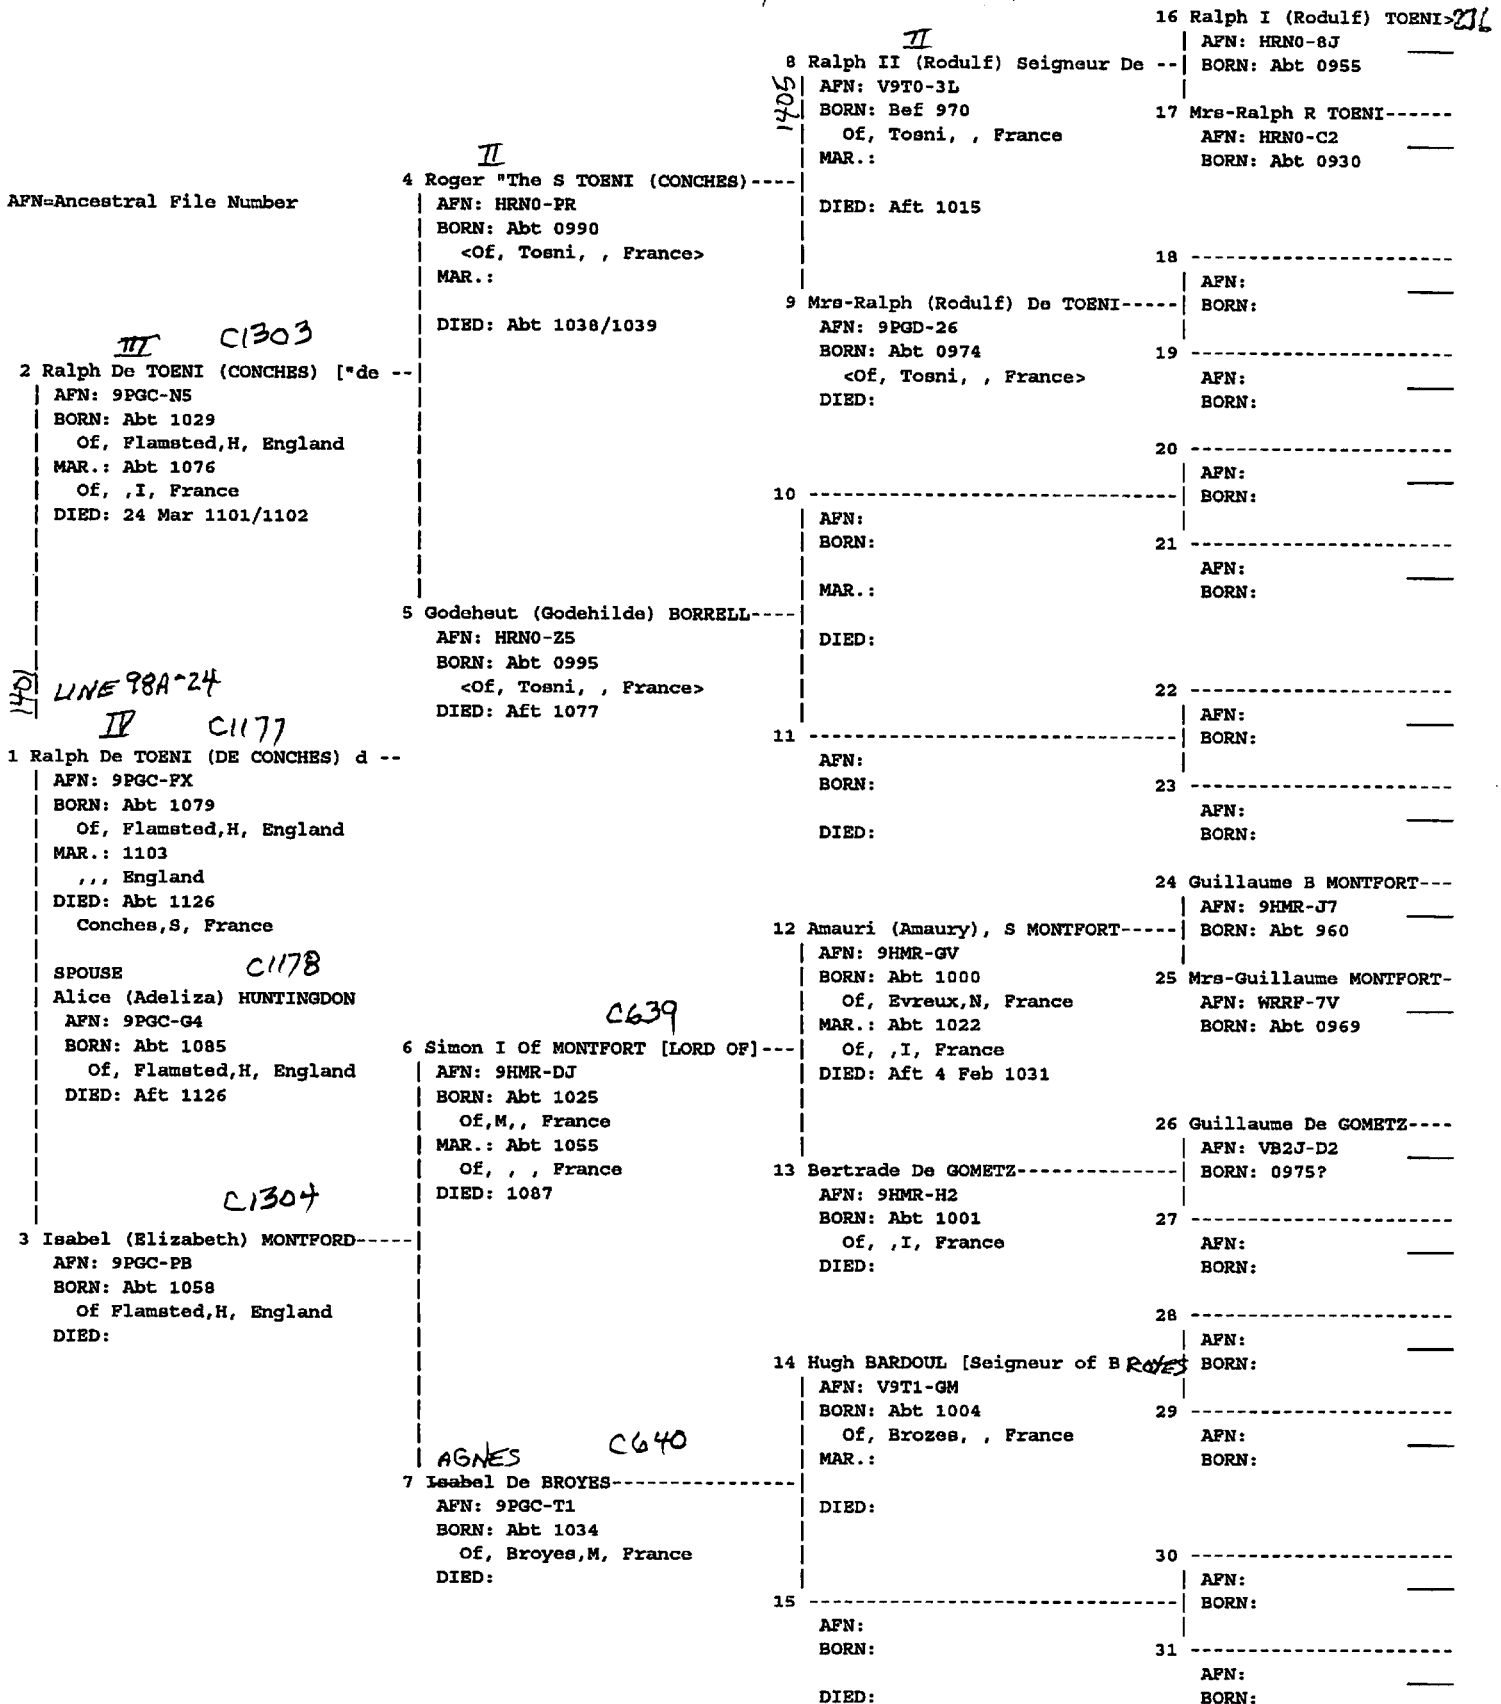 AFN=Ancestral File Number
III C1303
2 Ralph De TOENI (CONCHES) ["de --
AFN: 9PGC-N5
BORN: Abt 1029
Of, Flamsted,H, England
MAR.: Abt 1076
Of, ,I, France
DIED: 24 Mar 1101/1102
1401
LINE 98A-24
IV C1177
1 Ralph De TOENI (DE CONCHES) d --
AFN: 9PGC-FX
BORN: Abt 1079
Of, Flamsted,H, England
MAR.: 1103
,,, England
DIED: Abt 1126
Conches,S, France
SPOUSE C1178
Alice (Adeliza) HUNTINGDON
AFN: 9PGC-G4
BORN: Abt 1085
Of, Flamsted,H, England
DIED: Aft 1126
C1304
3 Isabel (Elizabeth) MONTFORD-----
AFN: 9PGC-PB
BORN: Abt 1058
Of Flamsted,H, England
DIED:
II
4 Roger "The S TOENI (CONCHES)----
AFN: HRN0-PR
BORN: Abt 0990
<Of, Tosni, , France>
MAR.:
DIED: Abt 1038/1039
5 Godeheut (Godehilde) BORRELL----
AFN: HRN0-Z5
BORN: Abt 0995
<Of, Tosni, , France>
DIED: Aft 1077
C639
6 Simon I Of MONTFORT [LORD OF]---
AFN: 9HMR-DJ
BORN: Abt 1025
Of,M,, France
MAR.: Abt 1055
Of, , , France
DIED: 1087
AGNES C640
7 Isabel De BROYES----------------
AFN: 9PGC-T1
BORN: Abt 1034
Of, Broyes,M, France
DIED:
II
8 Ralph II (Rodulf) Seigneur De --
1405
AFN: V9T0-3L
BORN: Bef 970
Of, Tosni, , France
MAR.:
DIED: Aft 1015
9 Mrs-Ralph (Rodulf) De TOENI-----
AFN: 9PGD-26
BORN: Abt 0974
<Of, Tosni, , France>
DIED:
10 -------------------------------
AFN:
BORN:
MAR.:
DIED:
11 -------------------------------
AFN:
BORN:
DIED:
12 Amauri (Amaury), S MONTFORT-----
AFN: 9HMR-GV
BORN: Abt 1000
Of, Evreux,N, France
MAR.: Abt 1022
Of, ,I, France
DIED: Aft 4 Feb 1031
13 Bertrade De GOMETZ--------------
AFN: 9HMR-H2
BORN: Abt 1001
Of, ,I, France
DIED:
14 Hugh BARDOUL [Seigneur of B ROYES
AFN: V9T1-GM
BORN: Abt 1004
Of, Brozes, , France
MAR.:
DIED:
15 -------------------------------
AFN:
BORN:
DIED:
16 Ralph I (Rodulf) TOENI>
AFN: HRN0-8J
BORN: Abt 0955
17 Mrs-Ralph R TOENI------
AFN: HRN0-C2
BORN: Abt 0930
18 ----------------------
AFN:
BORN:
19 ----------------------
AFN:
BORN:
20 ----------------------
AFN:
BORN:
21 ----------------------
AFN:
BORN:
22 ----------------------
AFN:
BORN:
23 ----------------------
AFN:
BORN:
24 Guillaume B MONTFORT---
AFN: 9HMR-J7
BORN: Abt 960
25 Mrs-Guillaume MONTFORT-
AFN: WRRF-7V
BORN: Abt 0969
26 Guillaume De GOMETZ----
AFN: VB2J-D2
BORN: 0975?
27 ----------------------
AFN:
BORN:
28 ----------------------
AFN:
BORN:
29 ----------------------
AFN:
BORN:
30 ----------------------
AFN:
BORN:
31 ----------------------
AFN:
BORN: